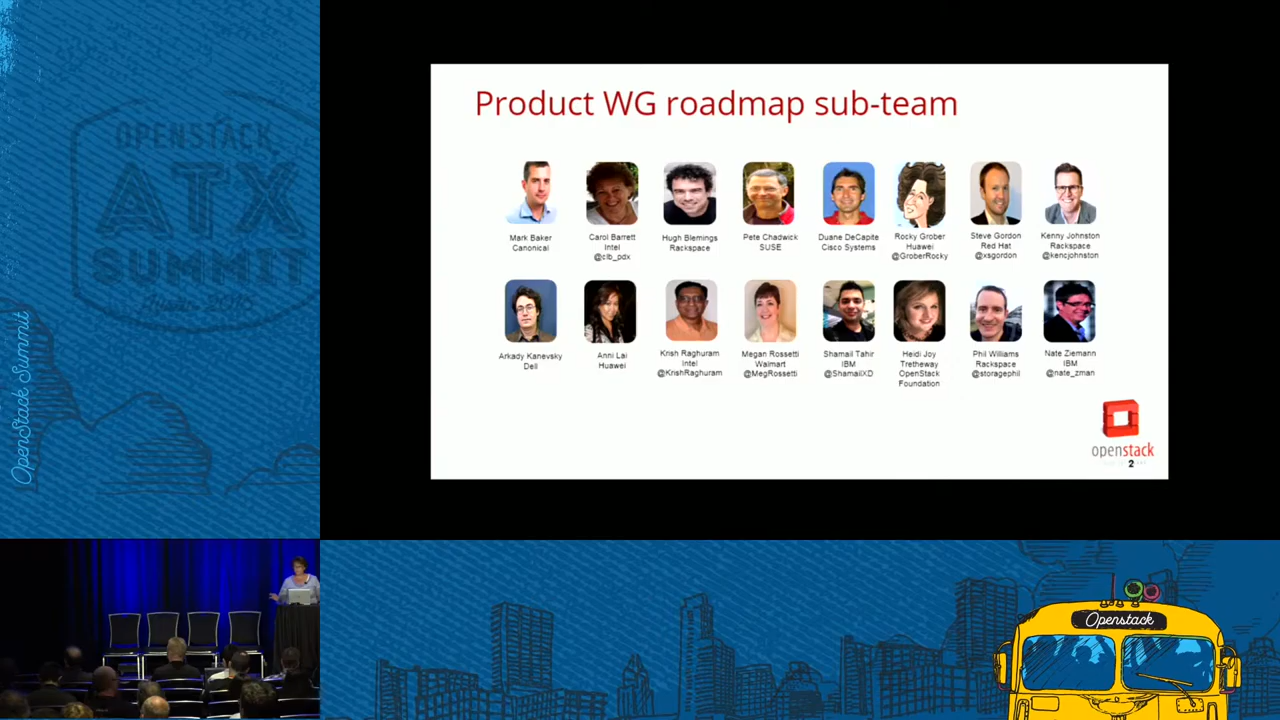 OPENSTACK
ATX
OpenStack Summit
Product WG roadmap sub-team
Mark Baker
Canonical
Carol Barrett
Intel
@clb_pdx
Hugh Blemings
Rackspace
Pete Chadwick
SUSE
Duane DeCapite
Cisco Systems
Rocky Grober
Huawei
@GroberRocky
Steve Gordon
Red Hat
@xsgordon
Kenny Johnston
Rackspace
@kencjohnston
Arkady Kanevsky
Dell
Anni Lai
Huawei
Krish Raghuram
Intel
@KrishRaghuram
Megan Rossetti
Walmart
@MegRossetti
Shamail Tahir
IBM
@ShamailXD
Heidi Joy
Tretheway
OpenStack
Foundation
Phil Williams
Rackspace
@storagephil
Nate Ziemann
IBM
@nate_zman
openstack
2
Openstack